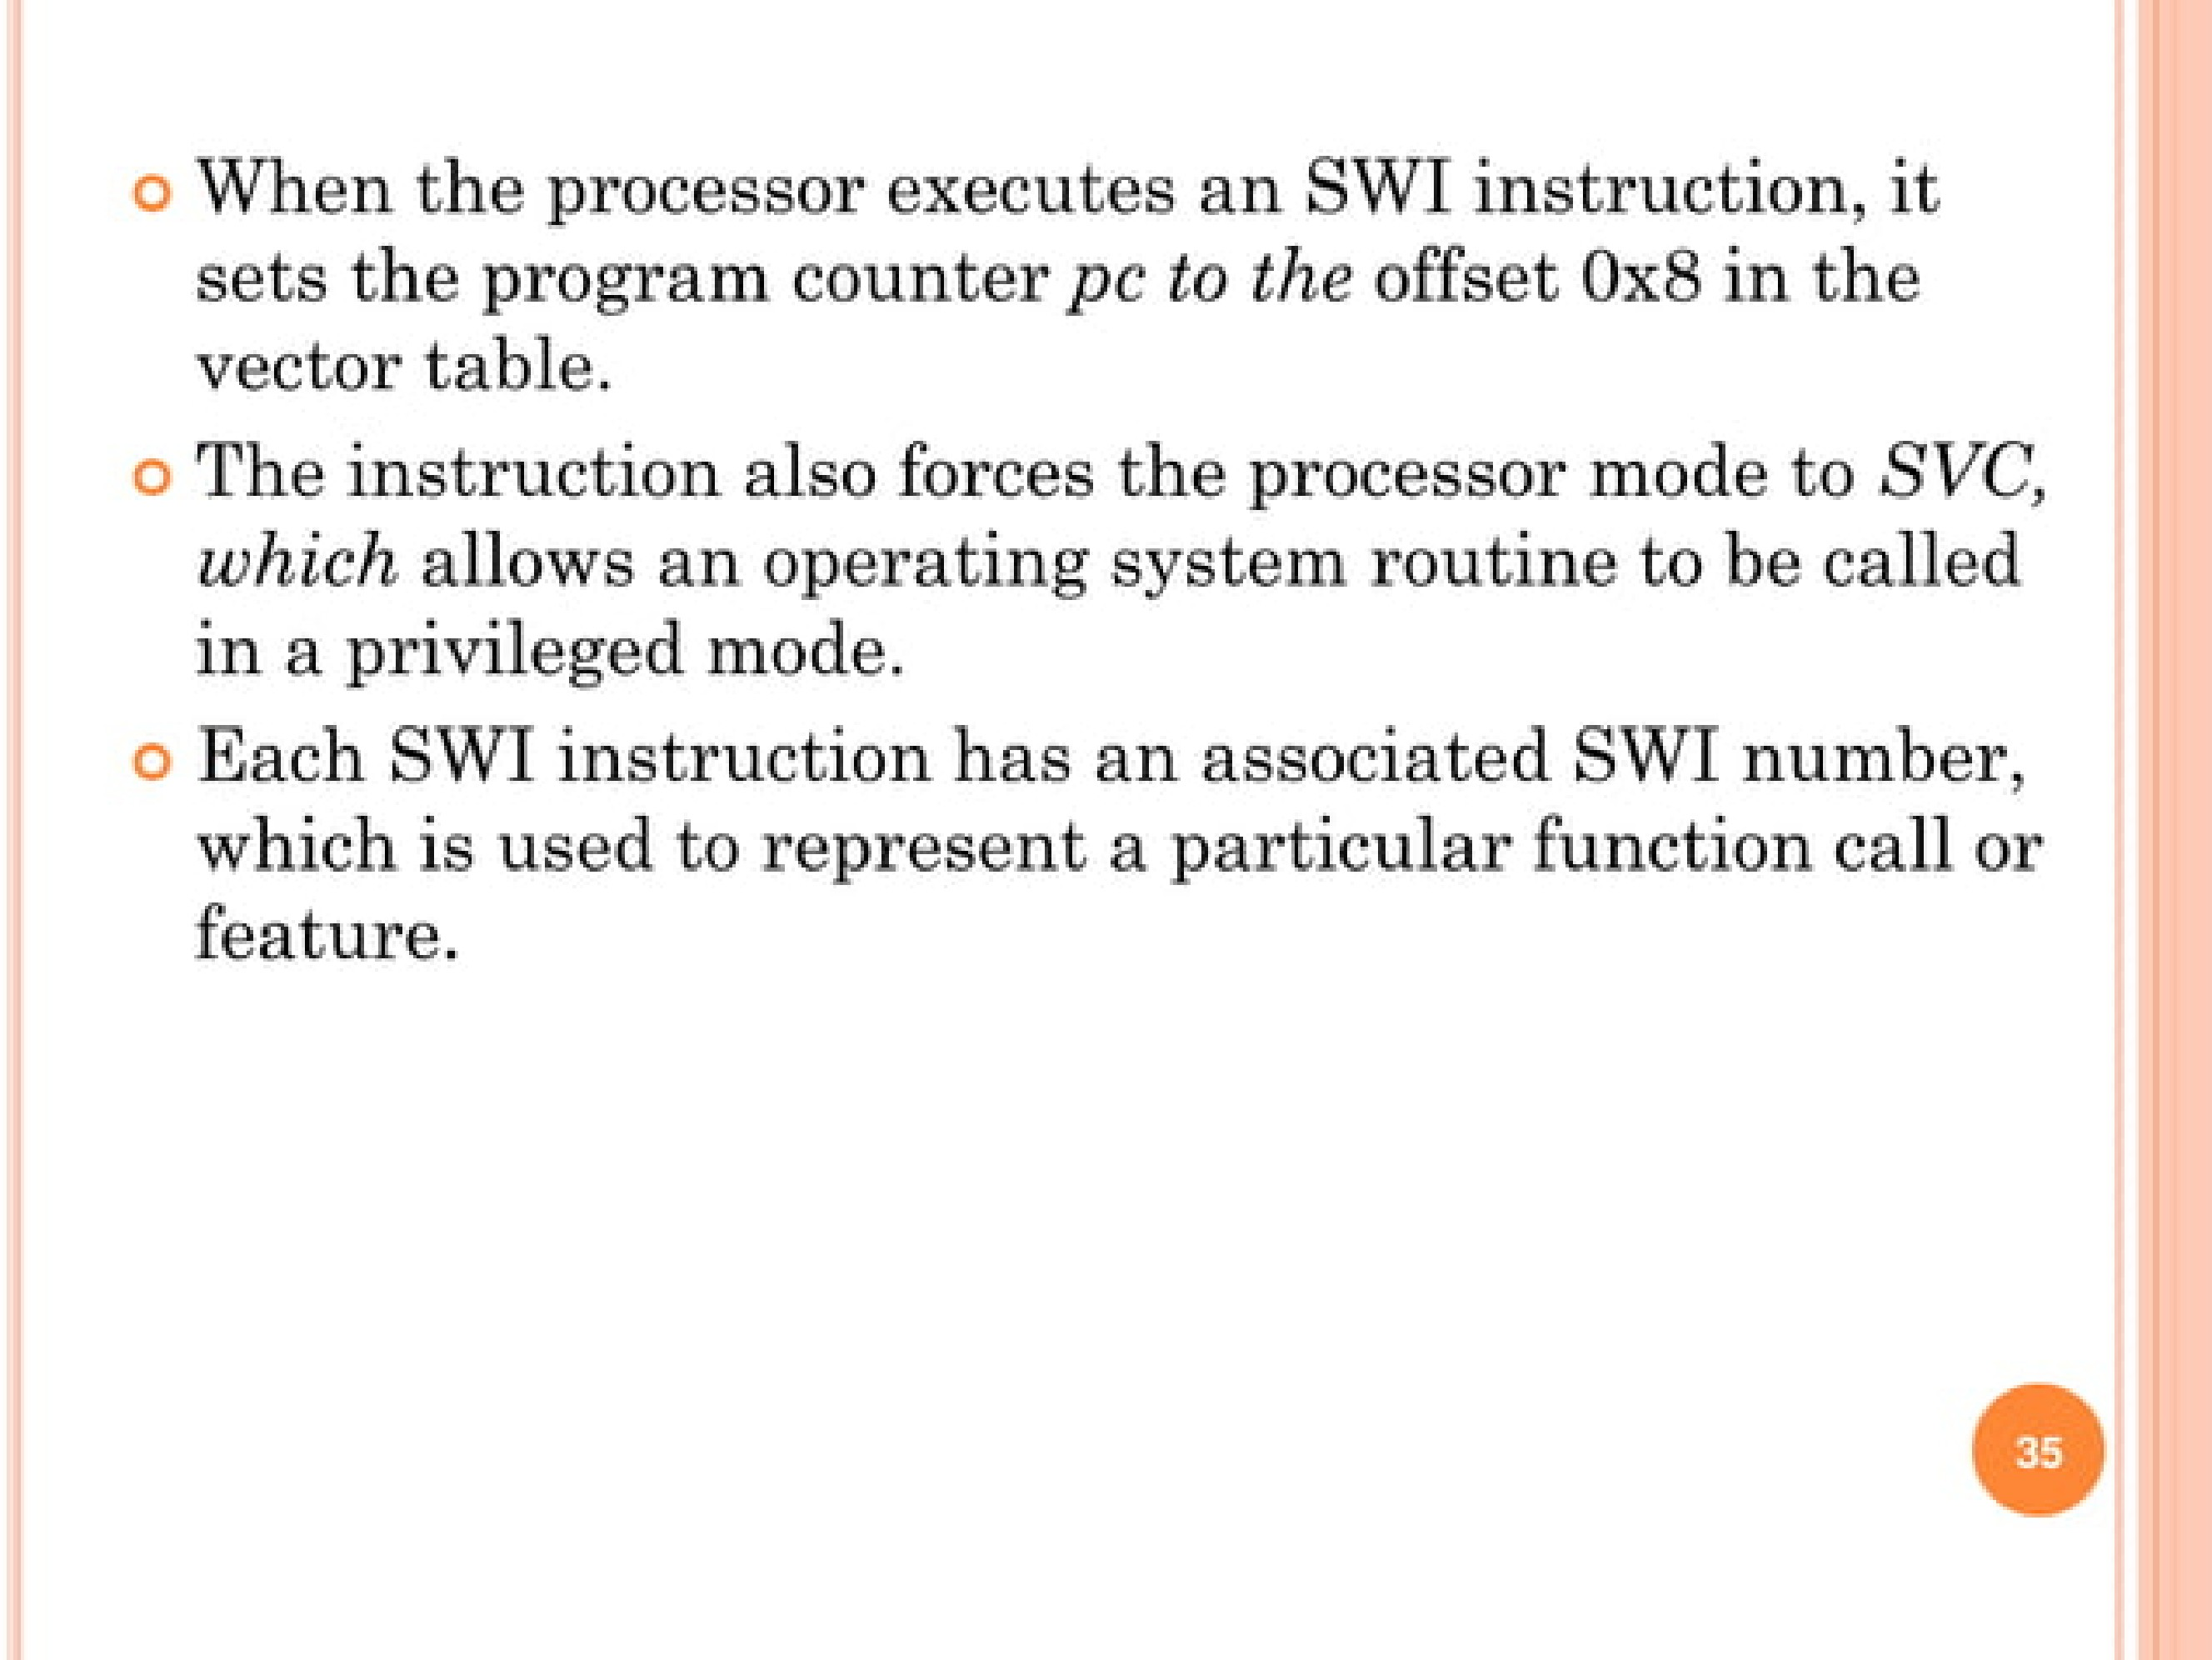 When the processor executes an SWI instruction, it
sets the program counter pc to the offset 0x8 in the
vector table.
The instruction also forces the processor mode to SVC,
which allows an operating system routine to be called
in a privileged mode.
Each SWI instruction has an associated SWI number,
which is used to represent a particular function call or
feature.
35